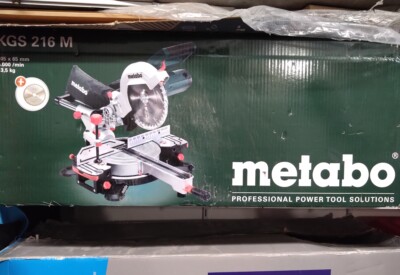 KGS 216 M
metabo
PROFESSIONAL POWER TOOL SOLUTIONS